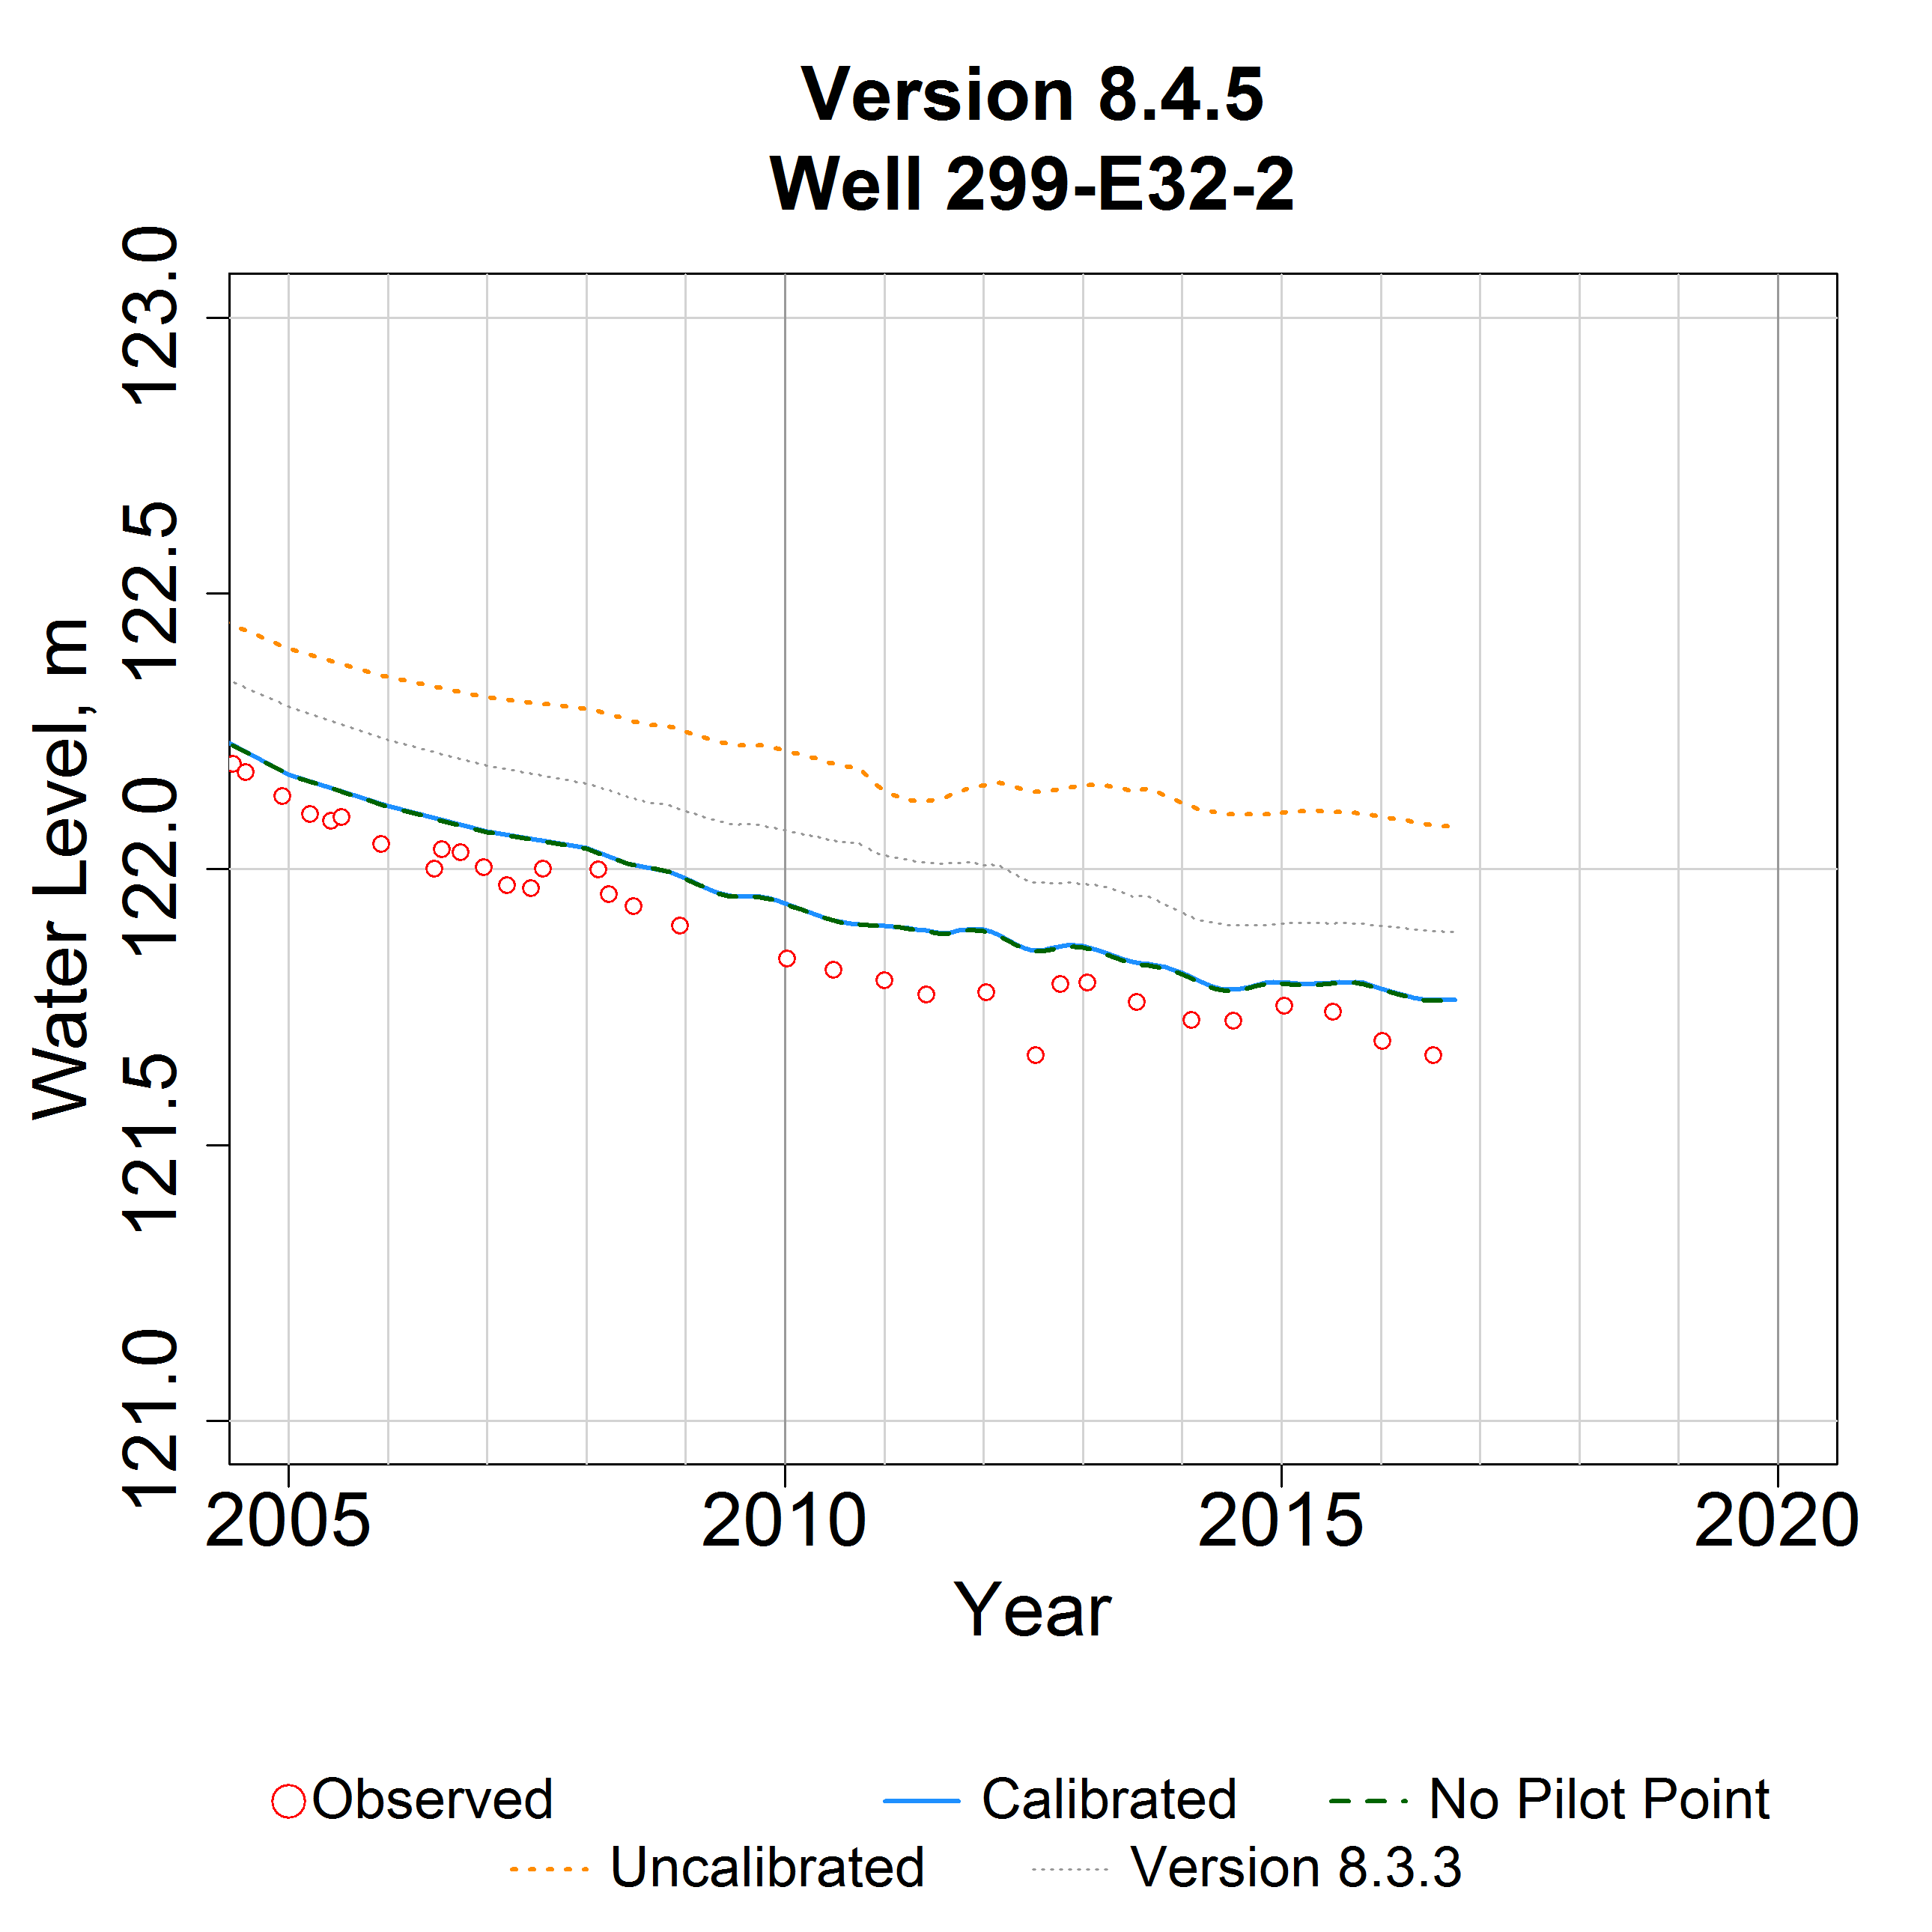 Version 8.4.5
Well 299-E32-2
Water Level, m
123.0
122.5
122.0
121.5
121.0
2005 2010 2015 2020
Year
Observed Calibrated No Pilot Point
Uncalibrated Version 8.3.3